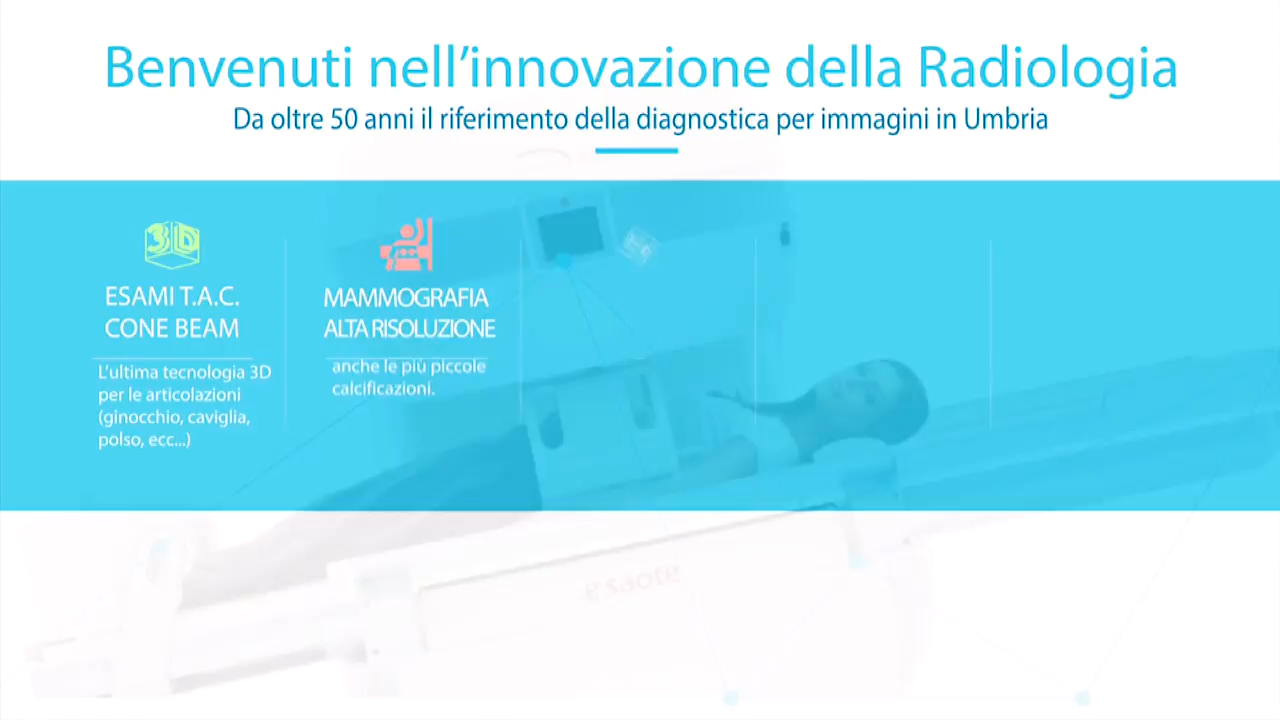 Benvenuti nell'innovazione della Radiologia
Da oltre 50 anni il riferimento della diagnostica per immagini in Umbria
3D
ESAMI T.A.C.
CONE BEAM
L'ultima tecnologia 3D
per le articolazioni
(ginocchio, caviglia,
polso, ecc...)
MAMMOGRAFIA
ALTA RISOLUZIONE
anche le più piccole
calcificazioni.
esaote